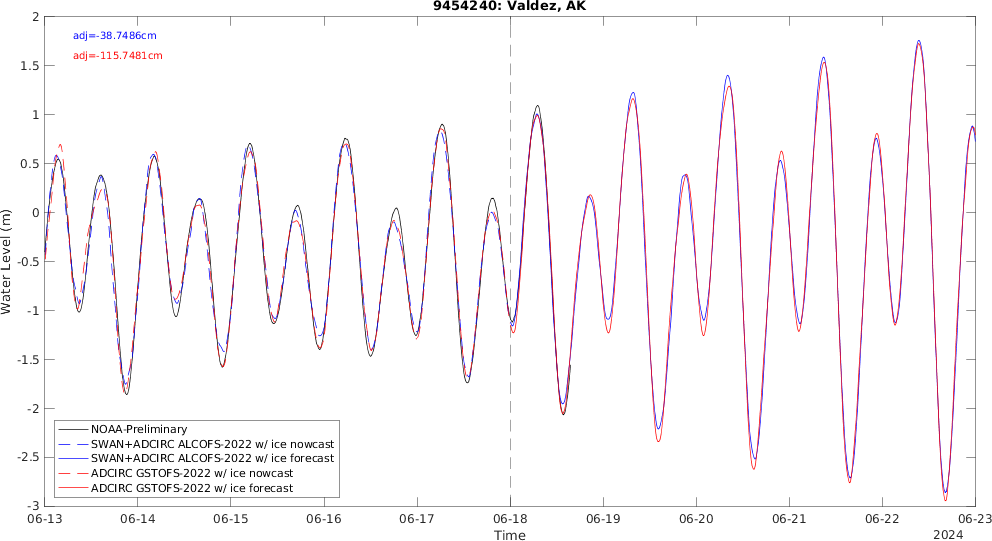 9454240: Valdez, AK
adj=-38.7486cm
adj=-115.7481cm
2
1.5
1
0.5
0
-0.5
-1
-1.5
-2
-2.5
-3
Water Level (m)
NOAA-Preliminary
SWAN+ADCIRC ALCOFS-2022 w/ ice nowcast
SWAN+ADCIRC ALCOFS-2022 w/ ice forecast
ADCIRC GSTOFS-2022 w/ ice nowcast
ADCIRC GSTOFS-2022 w/ ice forecast
06-13 06-14 06-15 06-16 06-17 06-18 06-19 06-20 06-21 06-22 06-23
Time
2024